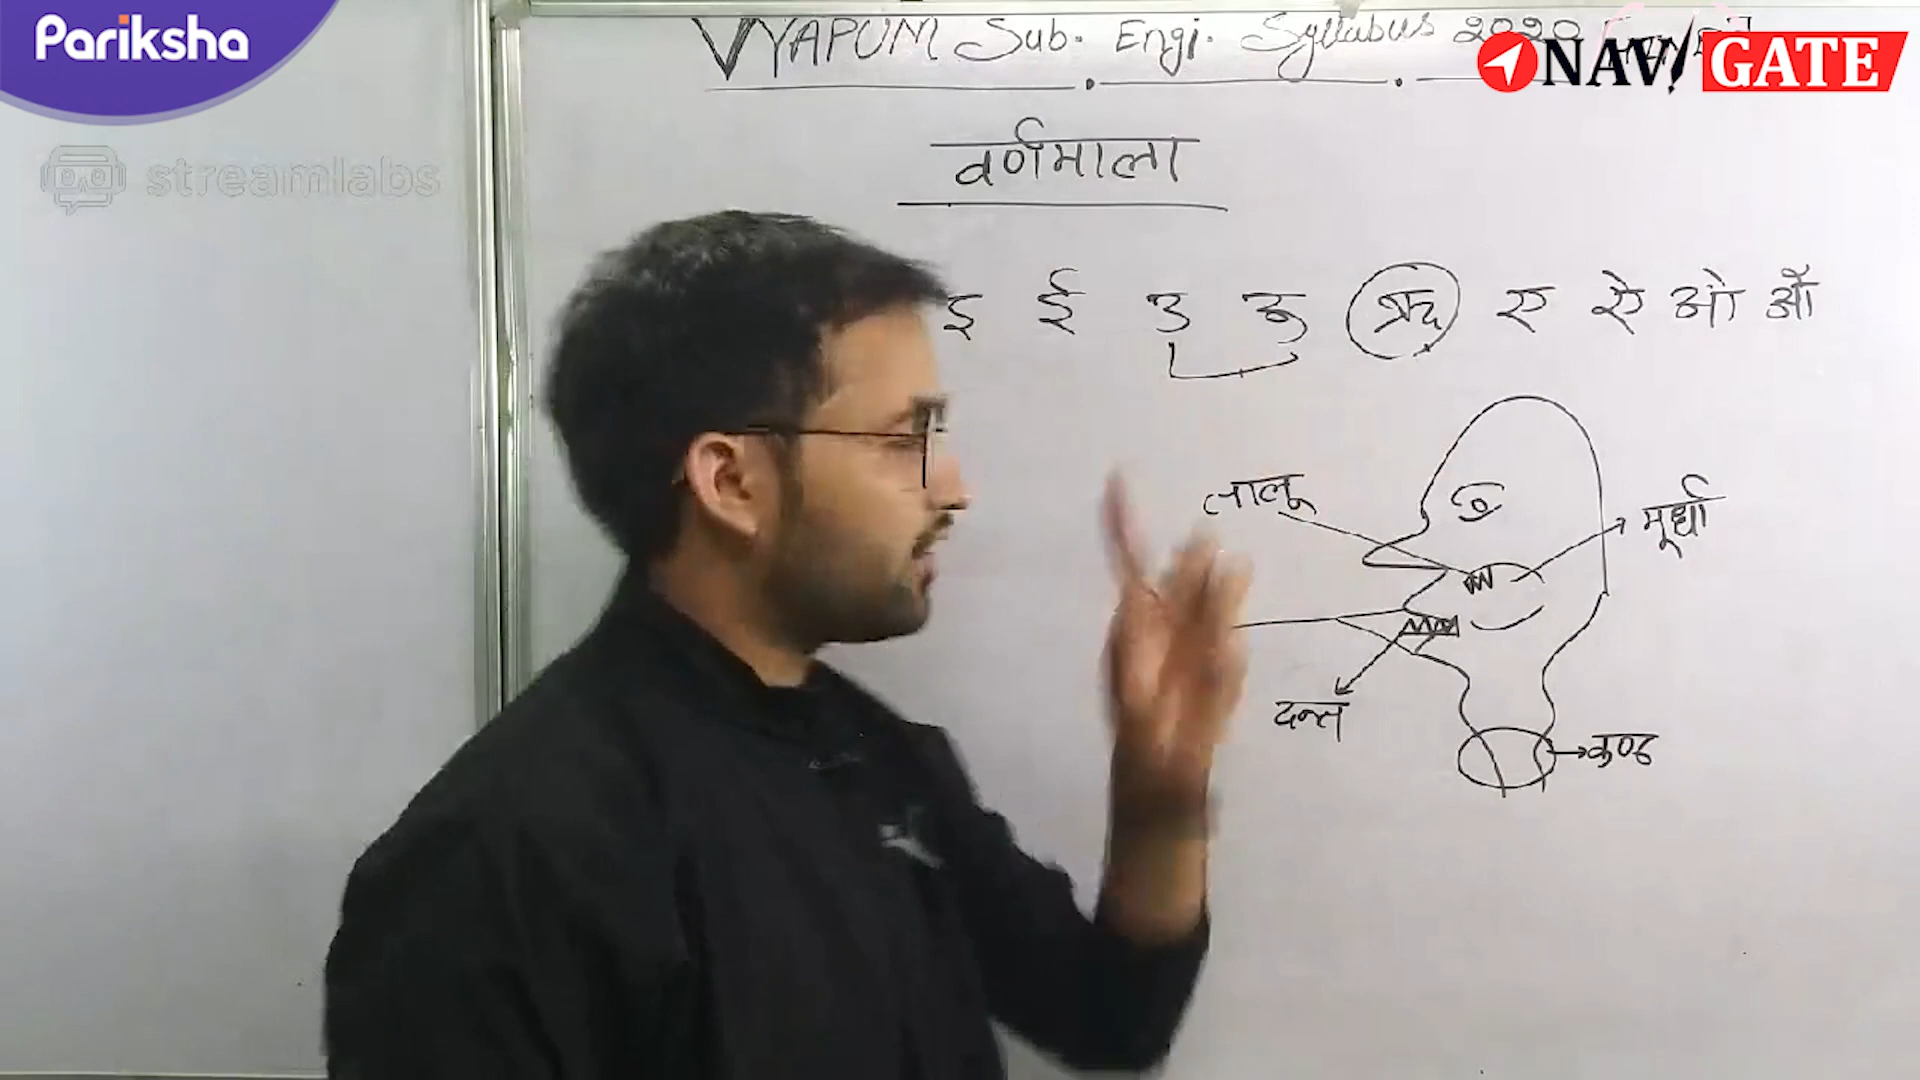 Pariksha
VYAPUM Sub. Engi. Syllabus 2020
NAV!GATE
streamlabs
वर्णमाला
इ ई उ ऊ ऋ ए ऐ ओ औ
तालू
मूर्धा
दन्त
कण्ठ